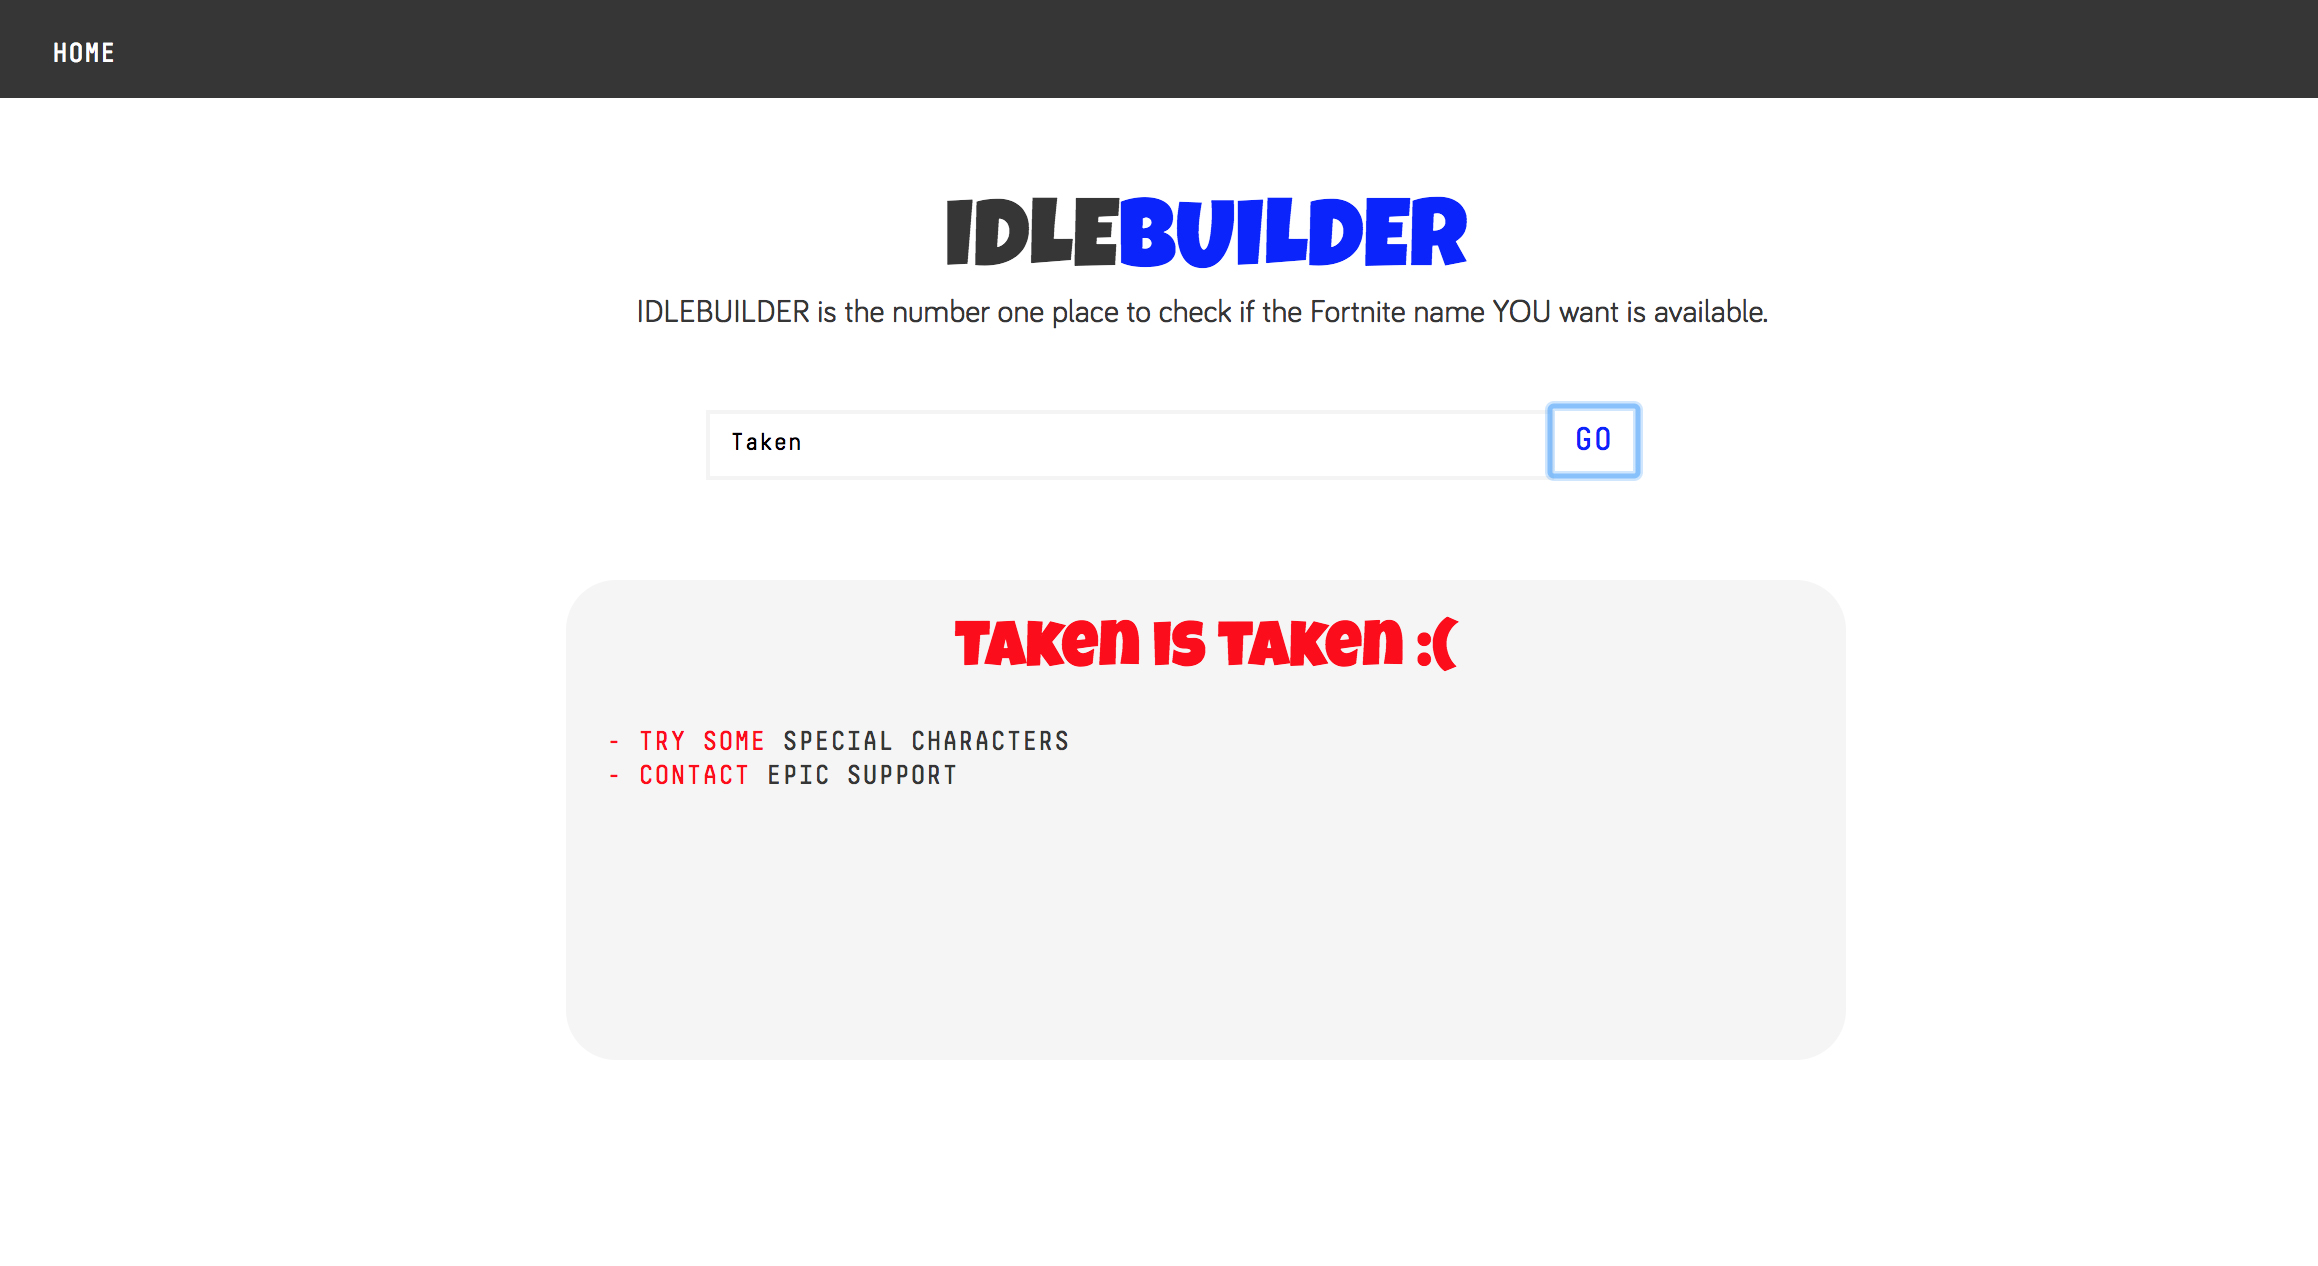 HOME
IDLEBUILDER
IDLEBUILDER is the number one place to check if the Fortnite name YOU want is available.
Taken
GO
Taken is Taken :(
- TRY SOME SPECIAL CHARACTERS
- CONTACT EPIC SUPPORT